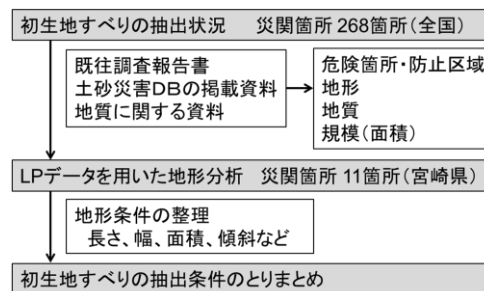 初生地すべりの抽出状況　災関箇所 268箇所(全国)
既往調査報告書
土砂災害DBの掲載資料
地質に関する資料
危険箇所・防止区域
地形
地質
規模(面積)
LPデータを用いた地形分析　災関箇所 11箇所(宮崎県)
地形条件の整理
長さ、幅、面積、傾斜など
初生地すべりの抽出条件のとりまとめ